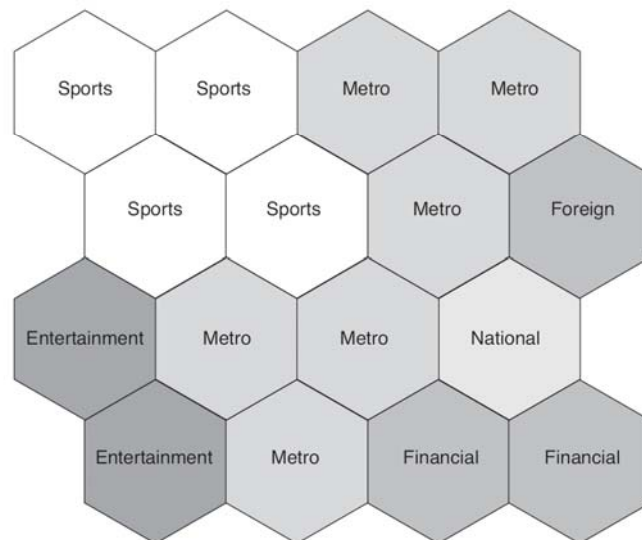 Sports Sports Metro Metro
Sports Sports Metro Foreign
Entertainment Metro Metro National
Entertainment Metro Financial Financial